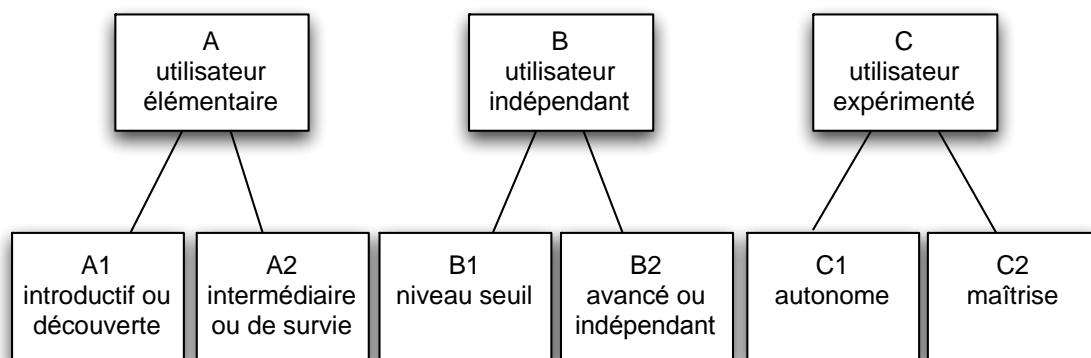 A
utilisateur
élémentaire
B
utilisateur
indépendant
C
utilisateur
expérimenté
A1
introductif ou
découverte
A2
intermédiaire
ou de survie
B1
niveau seuil
B2
avancé ou
indépendant
C1
autonome
C2
maîtrise